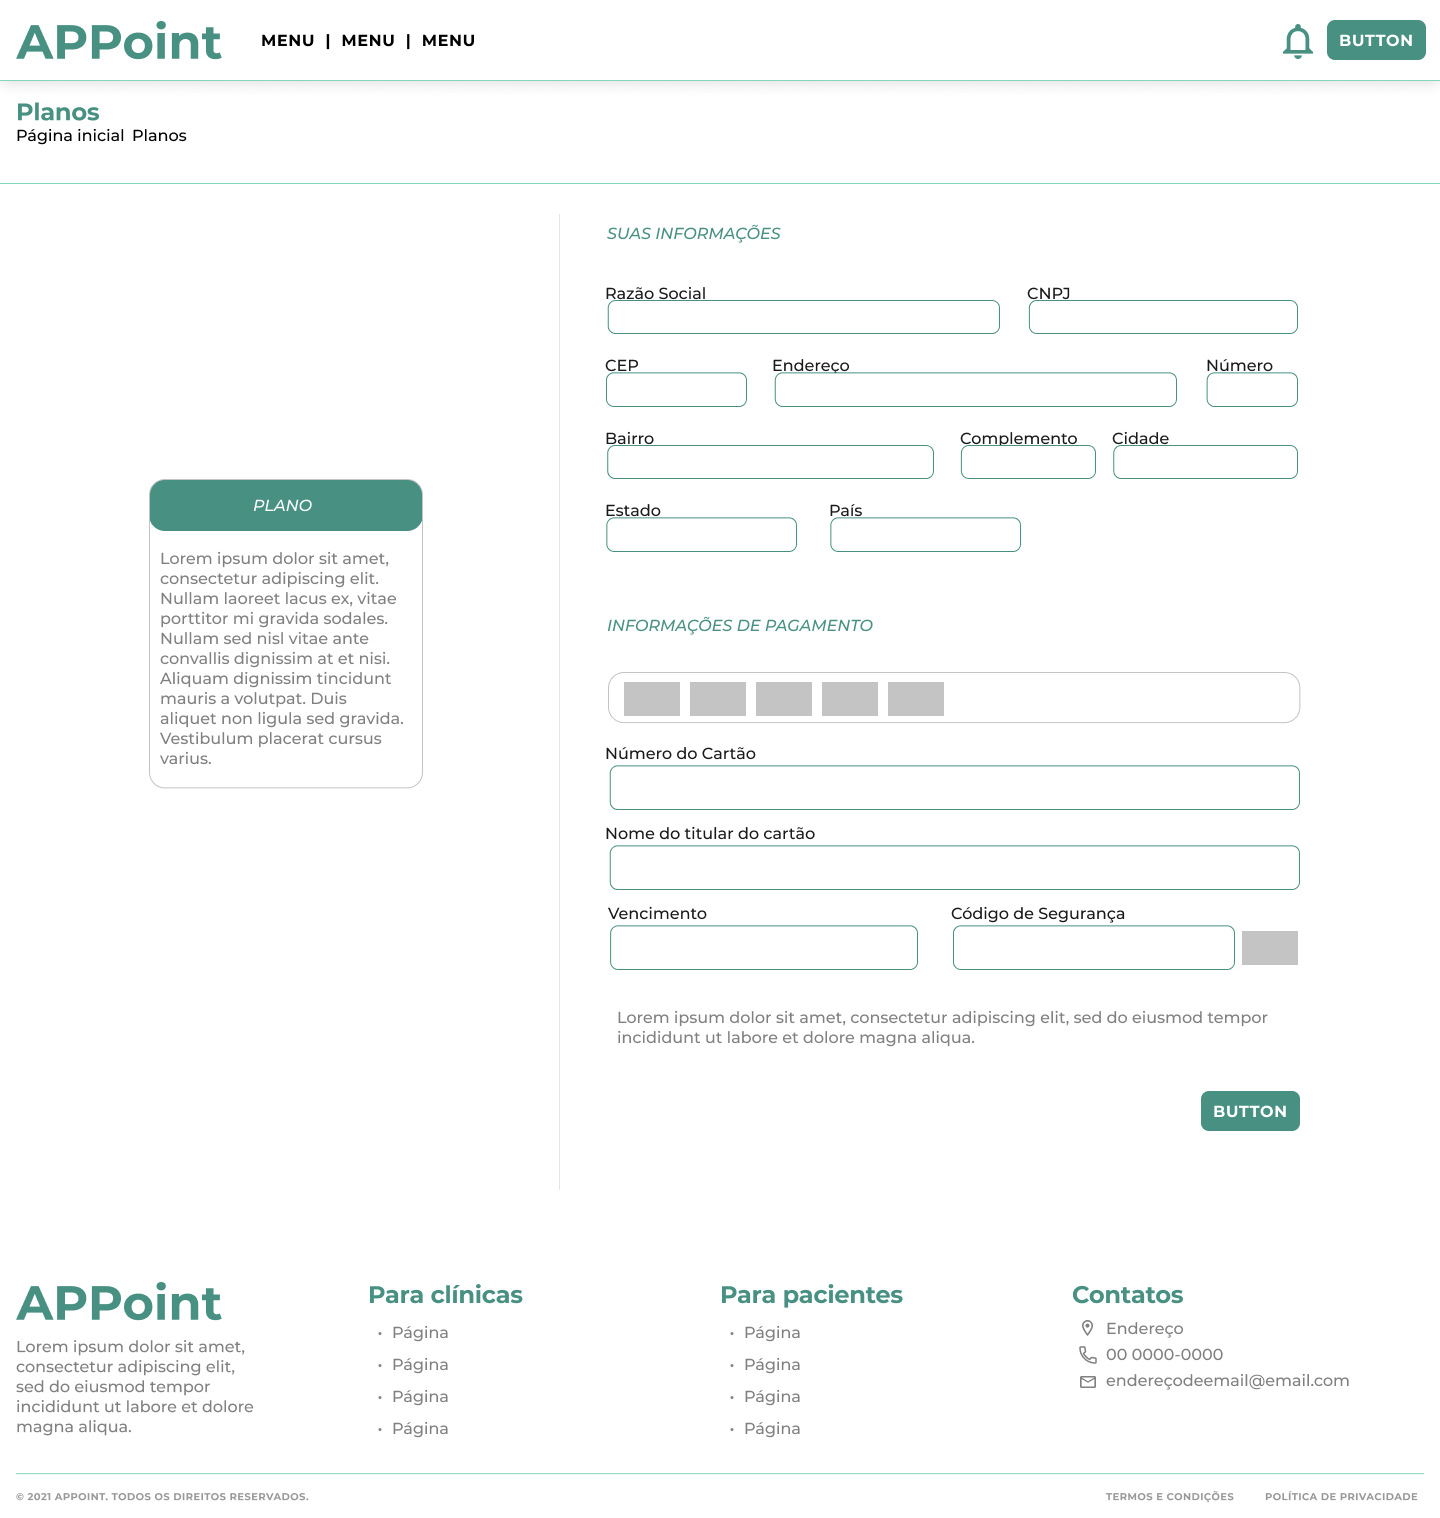 APPoint
MENU | MENU | MENU
BUTTON
Planos
Página inicial Planos
PLANO
Lorem ipsum dolor sit amet,
consectetur adipiscing elit.
Nullam laoreet lacus ex, vitae
porttitor mi gravida sodales.
Nullam sed nisl vitae ante
convallis dignissim at et nisi.
Aliquam dignissim tincidunt
mauris a volutpat. Duis
aliquet non ligula sed gravida.
Vestibulum placerat cursus
varius.
SUAS INFORMAÇÕES
Razão Social CNPJ
CEP Endereço Número
Bairro Complemento Cidade
Estado País
INFORMAÇÕES DE PAGAMENTO
Número do Cartão
Nome do titular do cartão
Vencimento Código de Segurança
Lorem ipsum dolor sit amet, consectetur adipiscing elit, sed do eiusmod tempor
incididunt ut labore et dolore magna aliqua.
BUTTON
APPoint
Lorem ipsum dolor sit amet,
consectetur adipiscing elit,
sed do eiusmod tempor
incididunt ut labore et dolore
magna aliqua.
Para clínicas
• Página
• Página
• Página
• Página
Para pacientes
• Página
• Página
• Página
• Página
Contatos
Endereço
00 0000-0000
endereçodeemail@email.com
© 2021 APPOINT. TODOS OS DIREITOS RESERVADOS.
TERMOS E CONDIÇÕES POLÍTICA DE PRIVACIDADE